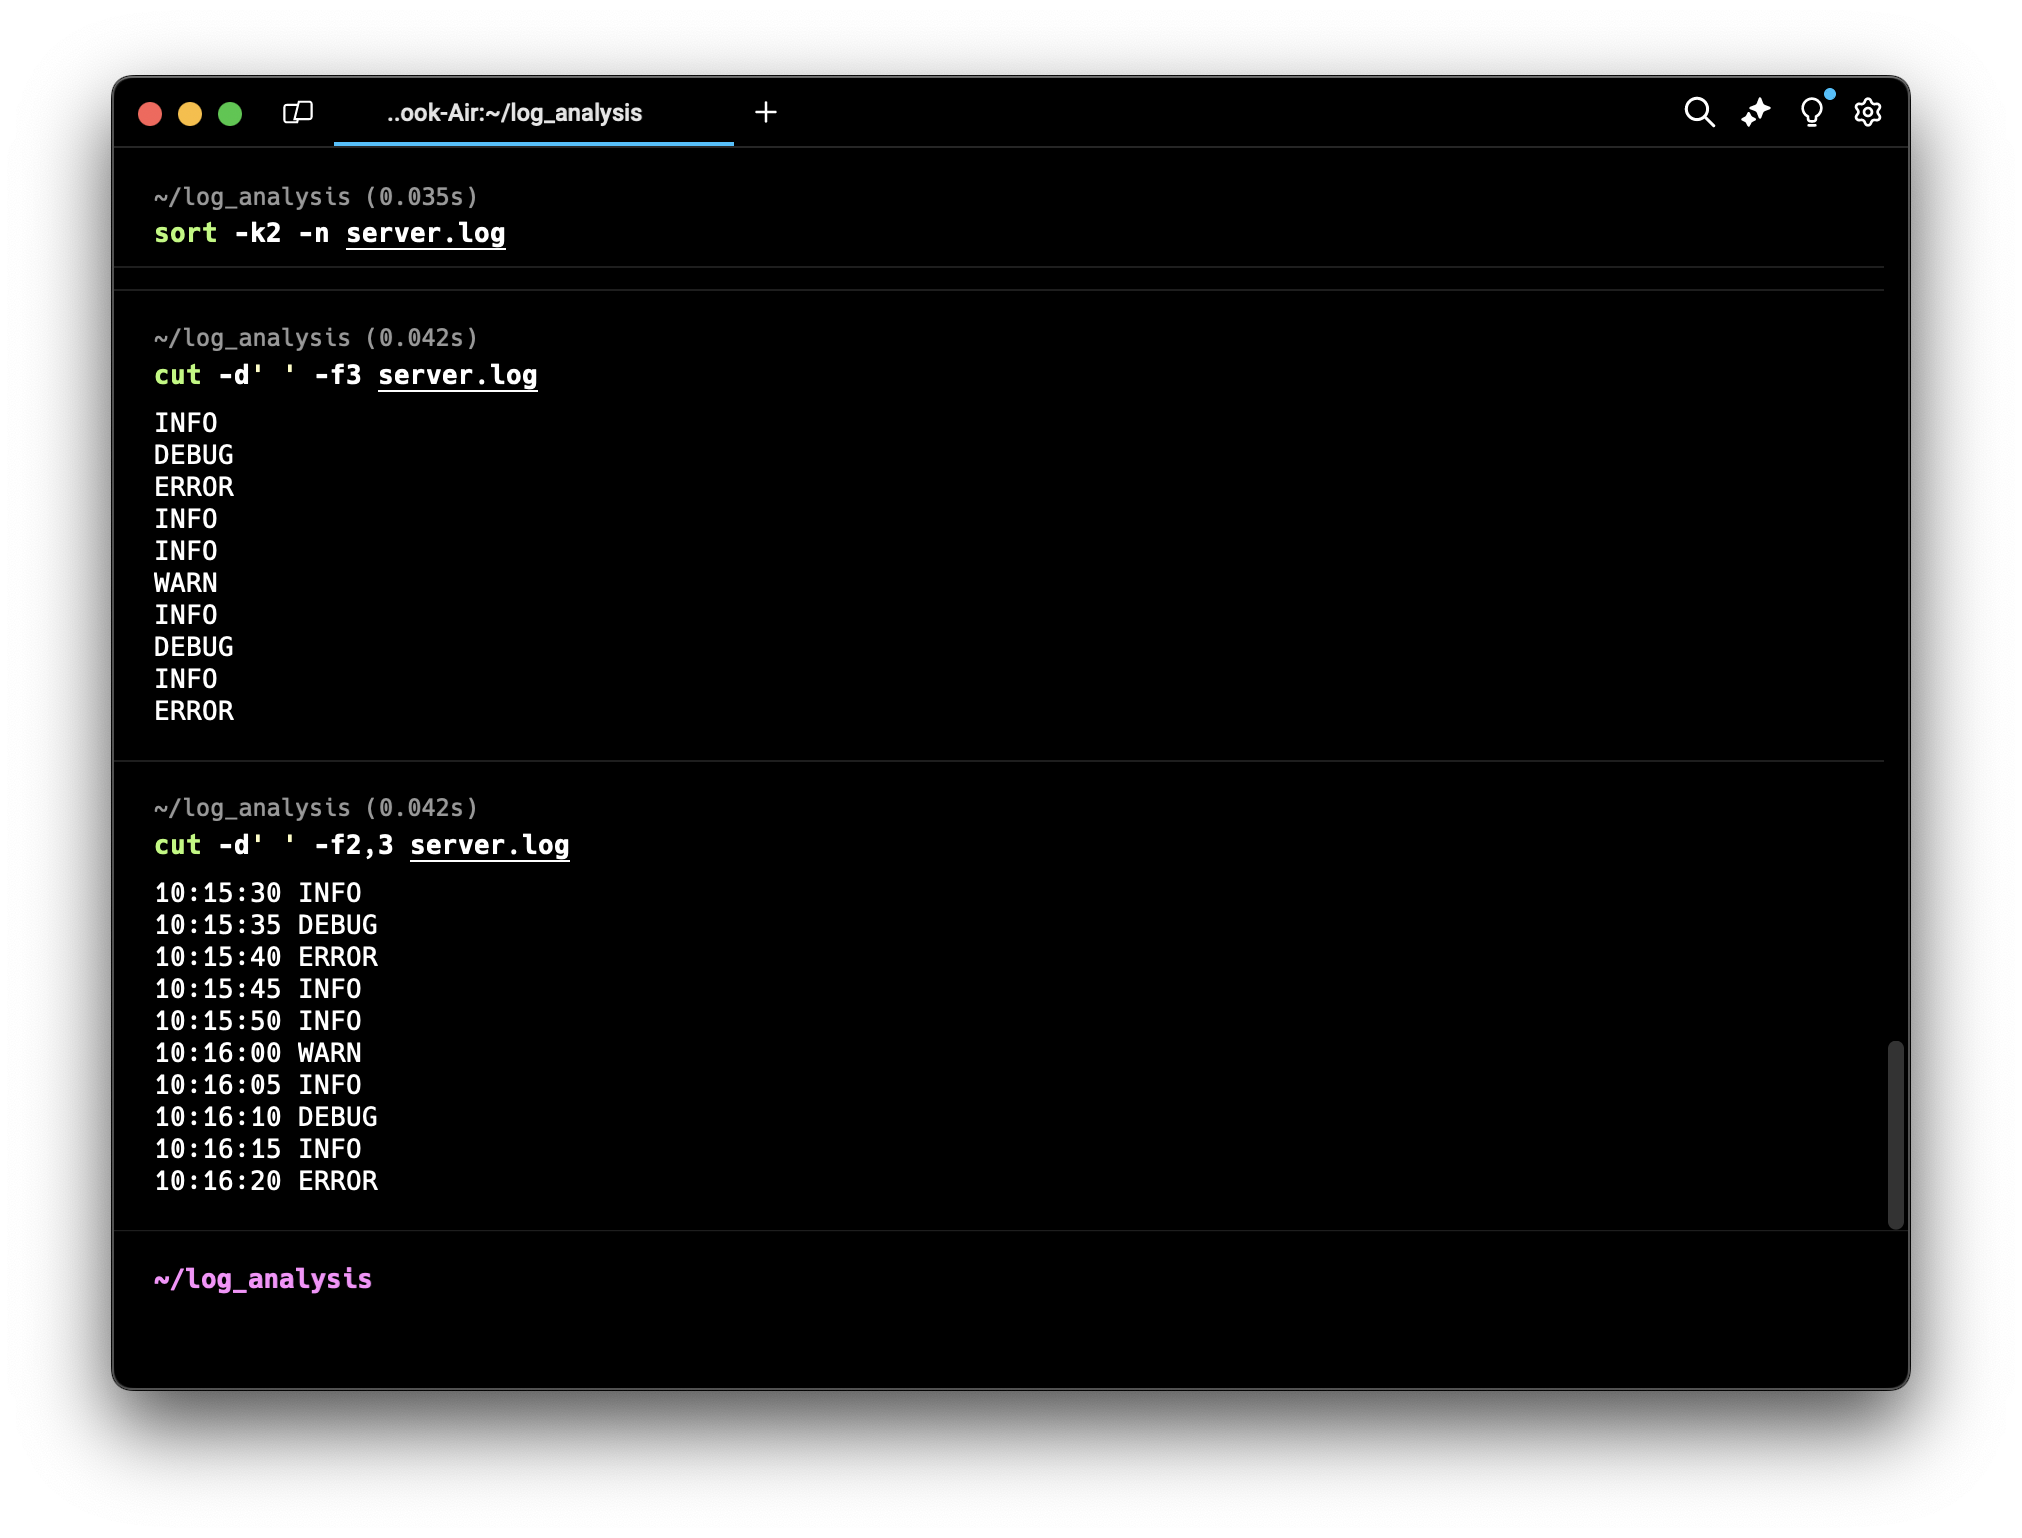 ..ook-Air:~/log_analysis
~/log_analysis (0.035s)
sort -k2 -n server.log
~/log_analysis (0.042s)
cut -d' ' -f3 server.log
INFO
DEBUG
ERROR
INFO
INFO
WARN
INFO
DEBUG
INFO
ERROR
~/log_analysis (0.042s)
cut -d' ' -f2,3 server.log
10:15:30 INFO
10:15:35 DEBUG
10:15:40 ERROR
10:15:45 INFO
10:15:50 INFO
10:16:00 WARN
10:16:05 INFO
10:16:10 DEBUG
10:16:15 INFO
10:16:20 ERROR
~/log_analysis